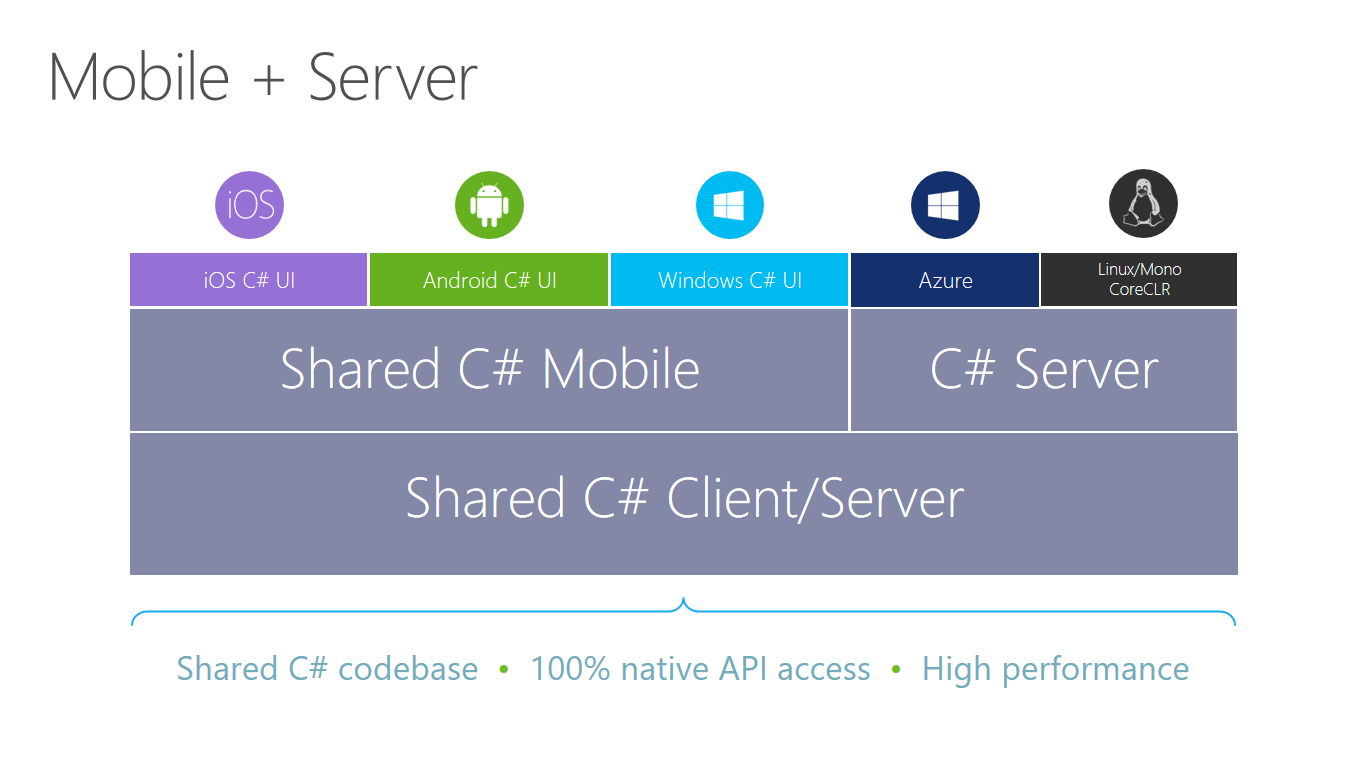 Mobile + Server
iOS
iOS C# UI
Android C# UI
Windows C# UI
Azure
Linux/Mono
CoreCLR
Shared C# Mobile
C# Server
Shared C# Client/Server
Shared C# codebase • 100% native API access • High performance